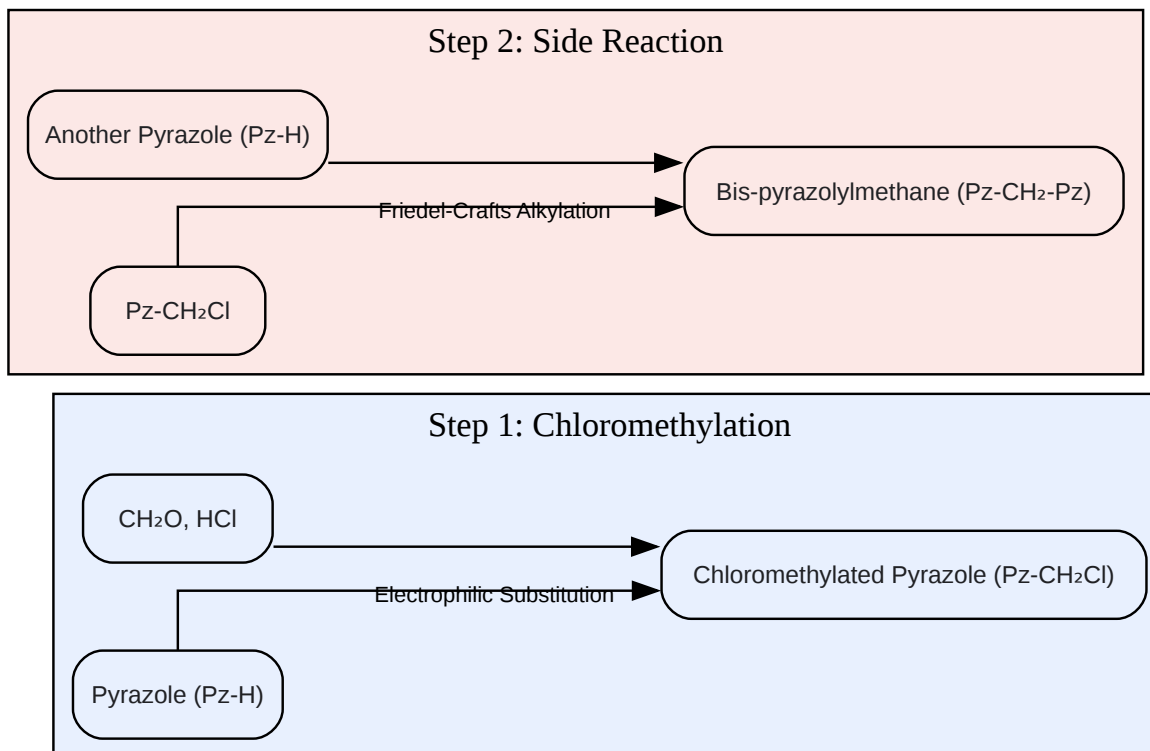 Step 2: Side Reaction
Another Pyrazole (Pz-H)
Bis-pyrazolylmethane (Pz-CH₂-Pz)
Friedel-Crafts Alkylation
Pz-CH₂Cl
Step 1: Chloromethylation
CH₂O, HCl
Chloromethylated Pyrazole (Pz-CH₂Cl)
Electrophilic Substitution
Pyrazole (Pz-H)